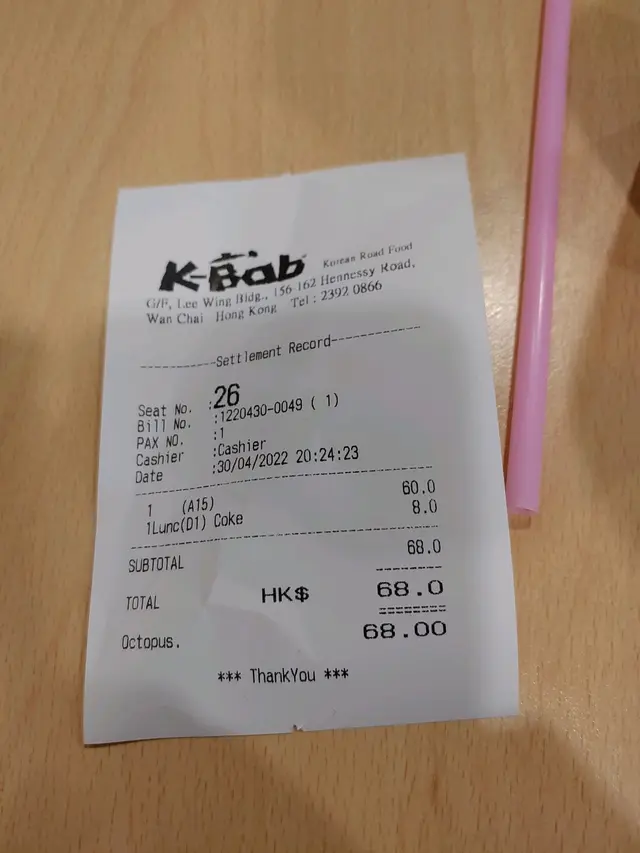 K-Bab Korean Road Food
G/F, Lee Wing Bldg., 156-162 Hennessy Road,
Wan Chai Hong Kong Tel : 2392 0866
----------Settlement Record----------
Seat No. :26
Bill No. :1220430-0049 ( 1)
PAX NO. :1
Cashier :Cashier
Date :30/04/2022 20:24:23
1 (A15) 60.0
1Lunc(D1) Coke 8.0
SUBTOTAL 68.0
TOTAL HK$ 68.0
Octopus. 68.00
*** ThankYou ***